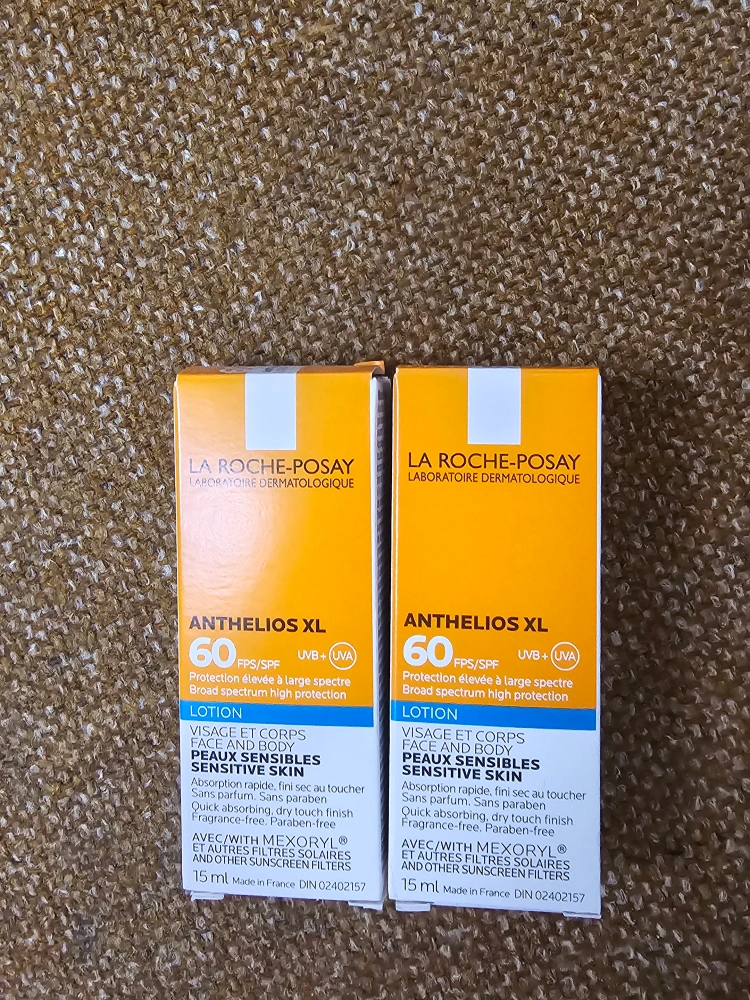 LA ROCHE-POSAY
LABORATOIRE DERMATOLOGIQUE
ANTHELIOS XL
60 FPS/SPF UVB + UVA
Protection élevée à large spectre
Broad spectrum high protection
LOTION
VISAGE ET CORPS
FACE AND BODY
PEAUX SENSIBLES
SENSITIVE SKIN
Absorption rapide, fini sec au toucher
Sans parfum. Sans paraben
Quick absorbing, dry touch finish
Fragrance-free. Paraben-free
AVEC/WITH MEXORYL®
ET AUTRES FILTRES SOLAIRES
AND OTHER SUNSCREEN FILTERS
15 ml Made in France DIN 02402157
LA ROCHE-POSAY
LABORATOIRE DERMATOLOGIQUE
ANTHELIOS XL
60 FPS/SPF UVB + UVA
Protection élevée à large spectre
Broad spectrum high protection
LOTION
VISAGE ET CORPS
FACE AND BODY
PEAUX SENSIBLES
SENSITIVE SKIN
Absorption rapide, fini sec au toucher
Sans parfum. Sans paraben
Quick absorbing, dry touch finish
Fragrance-free. Paraben-free
AVEC/WITH MEXORYL®
ET AUTRES FILTRES SOLAIRES
AND OTHER SUNSCREEN FILTERS
15 ml Made in France DIN 02402157